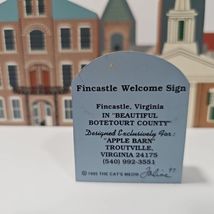 Fincastle Welcome Sign
Fincastle, Virginia
IN "BEAUTIFUL
BOTETOURT COUNTY"
Designed Exclusively For:
"APPLE BARN"
TROUTVILLE,
VIRGINIA 24175
(540) 992-3551
© 1995 THE CAT'S MEOW